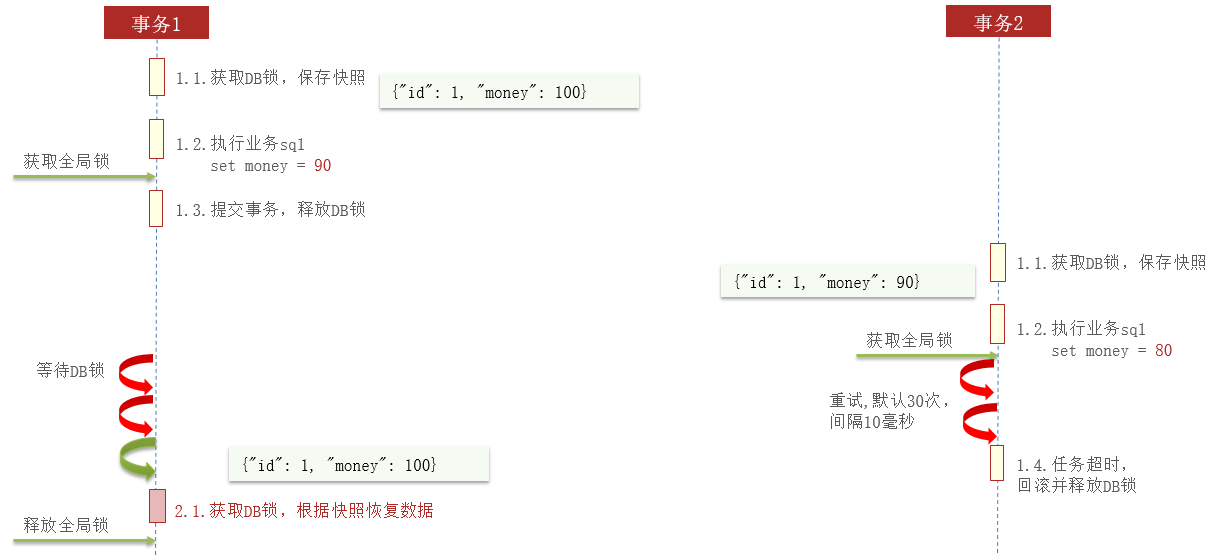 事务1
事务2
1.1.获取DB锁，保存快照
{"id": 1, "money": 100}
1.2.执行业务sql
set money = 90
获取全局锁
1.3.提交事务，释放DB锁
1.1.获取DB锁，保存快照
{"id": 1, "money": 90}
1.2.执行业务sql
set money = 80
获取全局锁
等待DB锁
重试,默认30次，
间隔10毫秒
{"id": 1, "money": 100}
1.4.任务超时，
回滚并释放DB锁
2.1.获取DB锁，根据快照恢复数据
释放全局锁